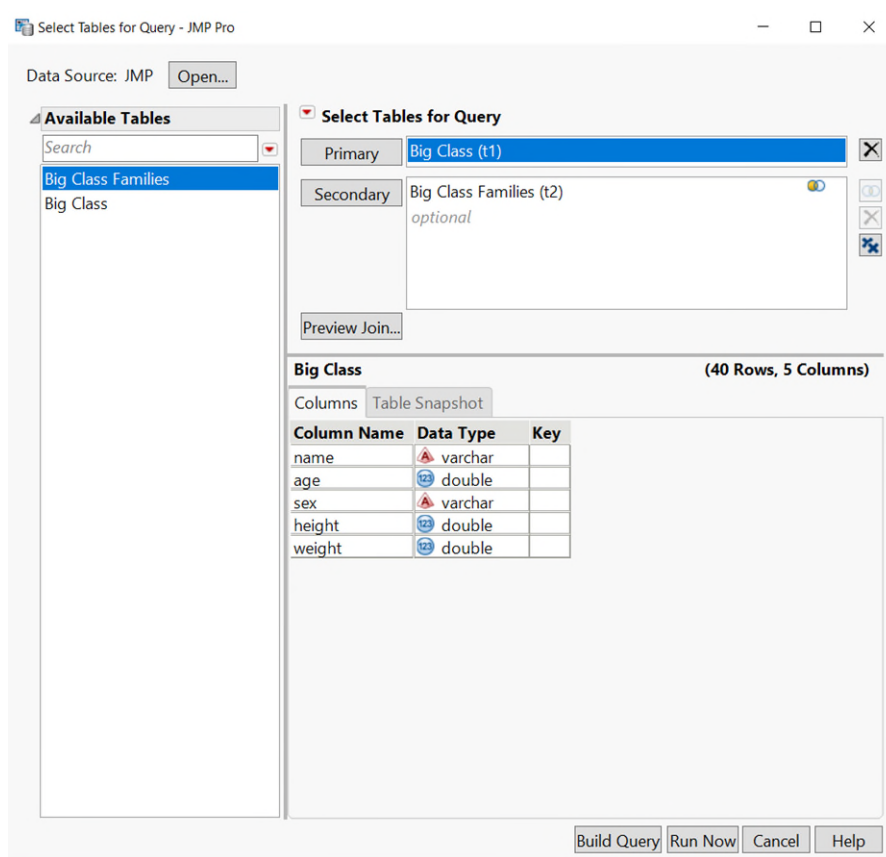 Select Tables for Query - JMP Pro
Data Source: JMP Open...
Available Tables
Search
Big Class Families
Big Class
Select Tables for Query
Primary Big Class (t1)
Secondary Big Class Families (t2)
optional
Preview Join...
Big Class (40 Rows, 5 Columns)
Columns Table Snapshot
Column Name Data Type Key
name A varchar
age 123 double
sex A varchar
height 123 double
weight 123 double
Build Query Run Now Cancel Help